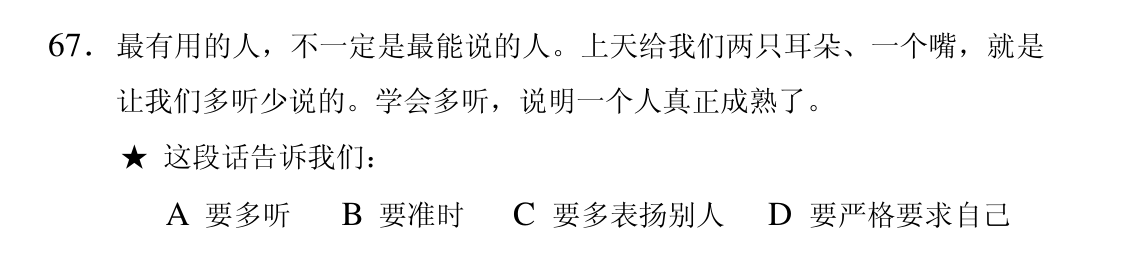 67．最有用的人，不一定是最能说的人。上天给我们两只耳朵、一个嘴，就是
让我们多听少说的。学会多听，说明一个人真正成熟了。
★ 这段话告诉我们：
A 要多听 B 要准时 C 要多表扬别人 D 要严格要求自己